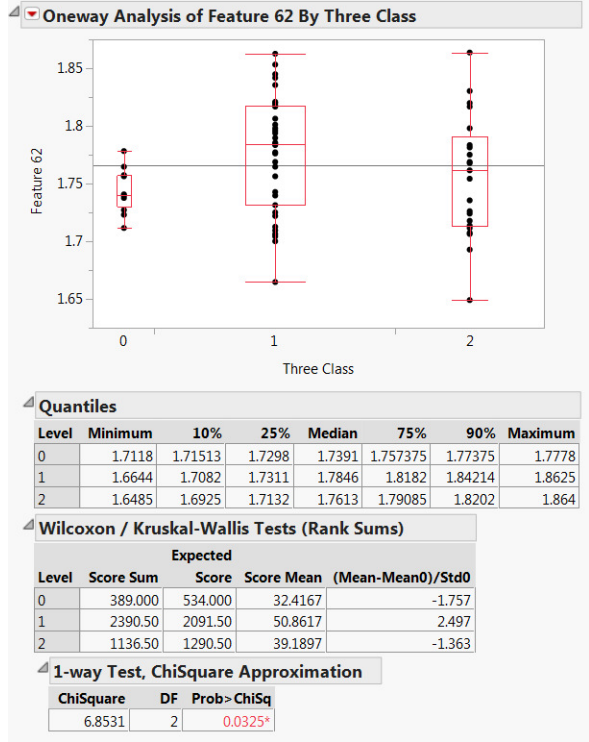 Oneway Analysis of Feature 62 By Three Class
1.85
1.8
1.75
1.7
1.65
Feature 62
0 1 2
Three Class
Quantiles
Level Minimum 10% 25% Median 75% 90% Maximum
0 1.7118 1.71513 1.7298 1.7391 1.757375 1.77375 1.7778
1 1.6644 1.7082 1.7311 1.7846 1.8182 1.84214 1.8625
2 1.6485 1.6925 1.7132 1.7613 1.79085 1.8202 1.864
Wilcoxon / Kruskal-Wallis Tests (Rank Sums)
Expected
Level Score Sum Score Score Mean (Mean-Mean0)/Std0
0 389.000 534.000 32.4167 -1.757
1 2390.50 2091.50 50.8617 2.497
2 1136.50 1290.50 39.1897 -1.363
1-way Test, ChiSquare Approximation
ChiSquare DF Prob>ChiSq
6.8531 2 0.0325*